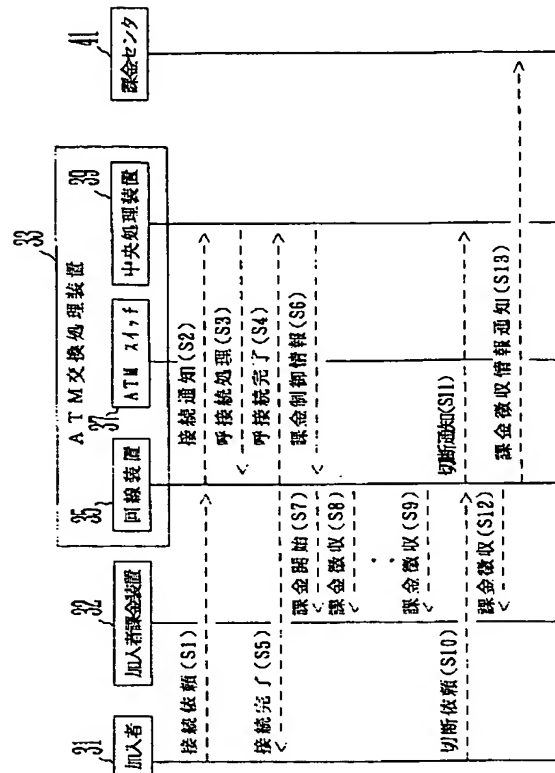 33
ATM交換処理装置
31
加入者
32
加入者課金装置
35
回線装置
37
ATM スイッチ
39
中央処理装置
41
課金センタ
接続依頼(S1)
接続通知(S2)
呼接続処理(S3)
呼接続完了(S4)
接続完了(S5)
課金制御情報(S6)
課金開始(S7)
課金徴収(S8)
課金徴収(S9)
切断依頼(S10)
切断通知(S11)
課金徴収(S12)
課金徴収情報通知(S13)